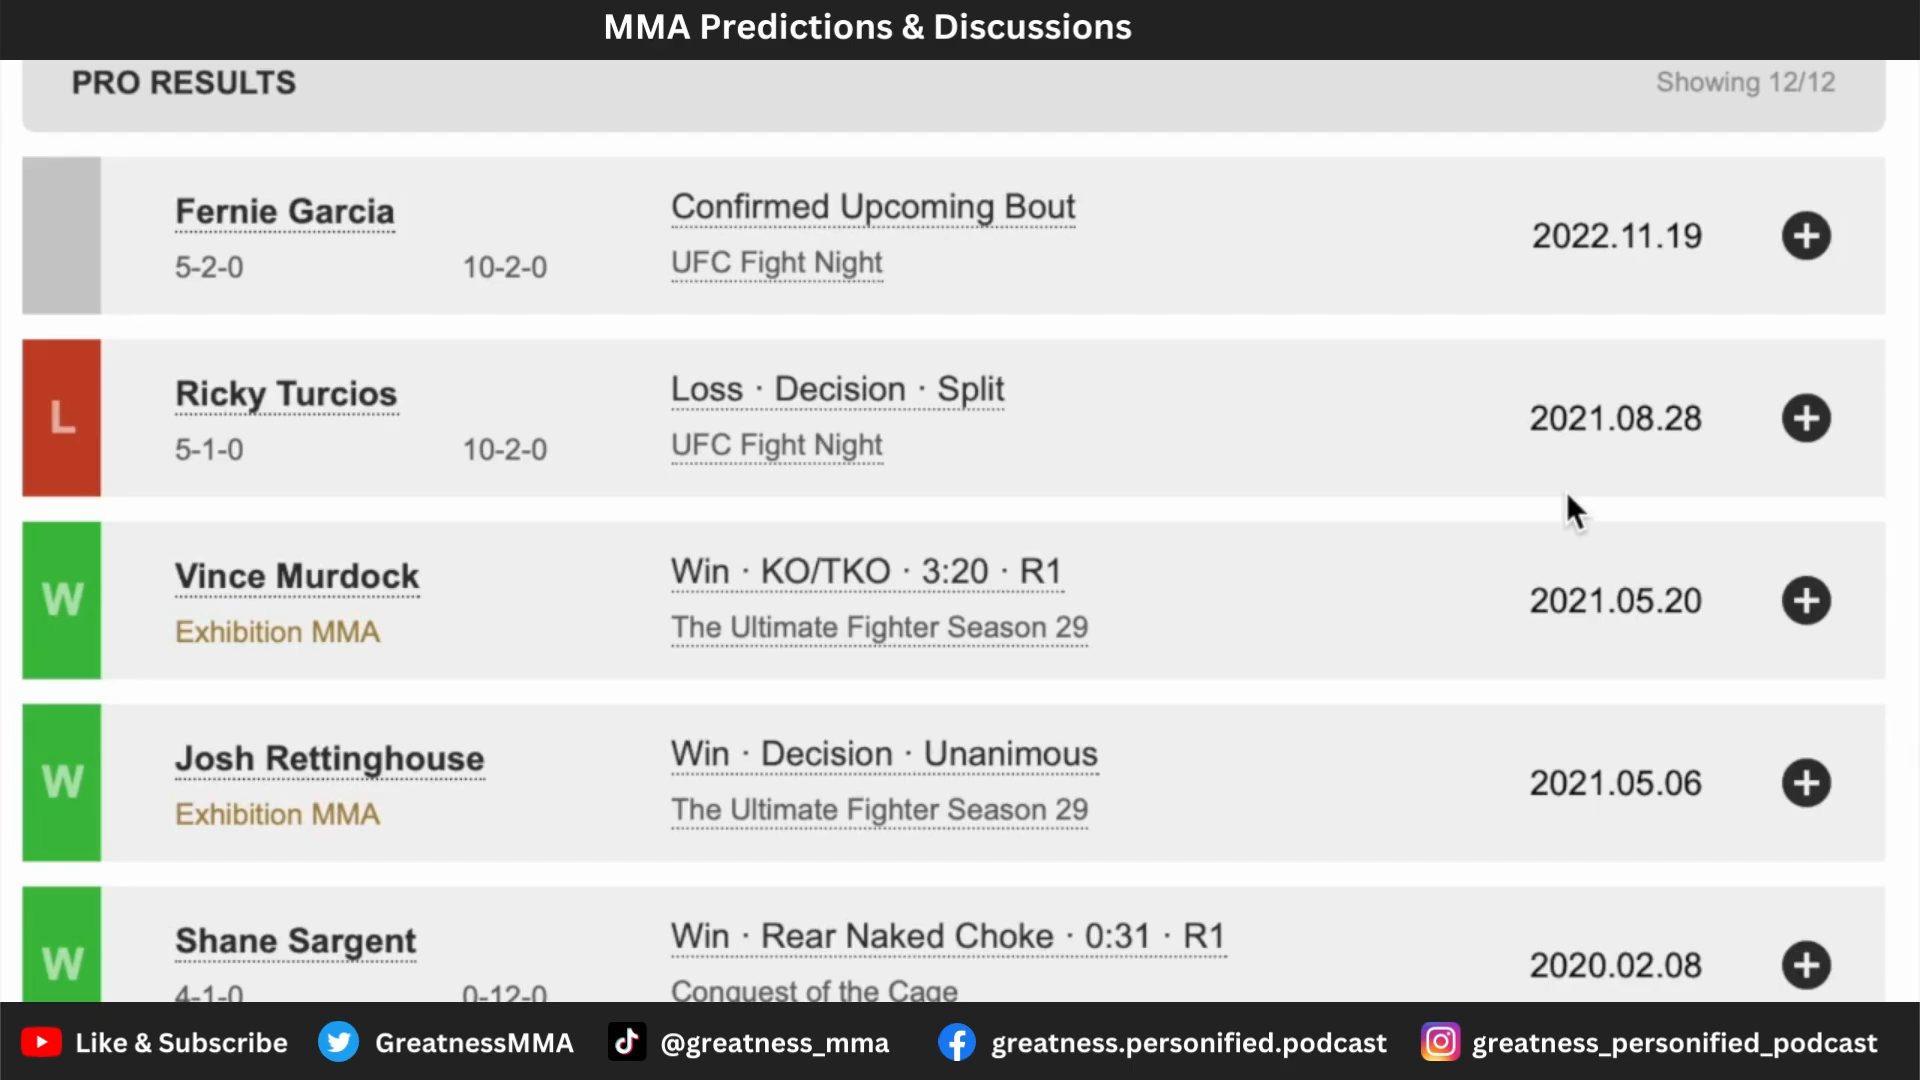 MMA Predictions & Discussions
PRO RESULTS
Showing 12/12
Fernie Garcia
Confirmed Upcoming Bout
5-2-0
10-2-0
UFC Fight Night
2022.11.19
L
Ricky Turcios
Loss · Decision · Split
5-1-0
10-2-0
UFC Fight Night
2021.08.28
W
Vince Murdock
Win · KO/TKO · 3:20 · R1
Exhibition MMA
The Ultimate Fighter Season 29
2021.05.20
W
Josh Rettinghouse
Win · Decision · Unanimous
Exhibition MMA
The Ultimate Fighter Season 29
2021.05.06
W
Shane Sargent
Win · Rear Naked Choke · 0:31 · R1
4-1-0
0-12-0
Conquest of the Cage
2020.02.08
Like & Subscribe
GreatnessMMA
@greatness_mma
greatness.personified.podcast
greatness_personified_podcast